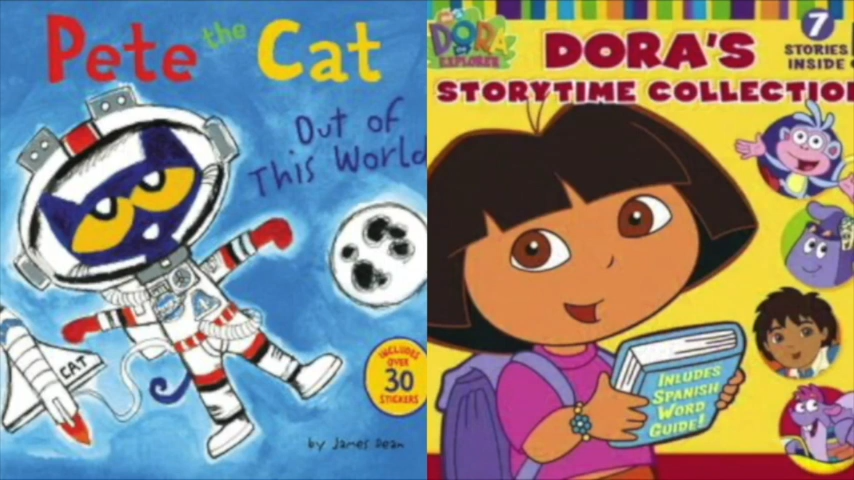 Pete the Cat
Out of
This World
CAT
INCLUDES
OVER
30
STICKERS
by James Dean
DORA
THE EXPLORER
DORA'S
STORYTIME COLLECTION
7
STORIES
INSIDE
INLUDES
SPANISH
WORD
GUIDE!